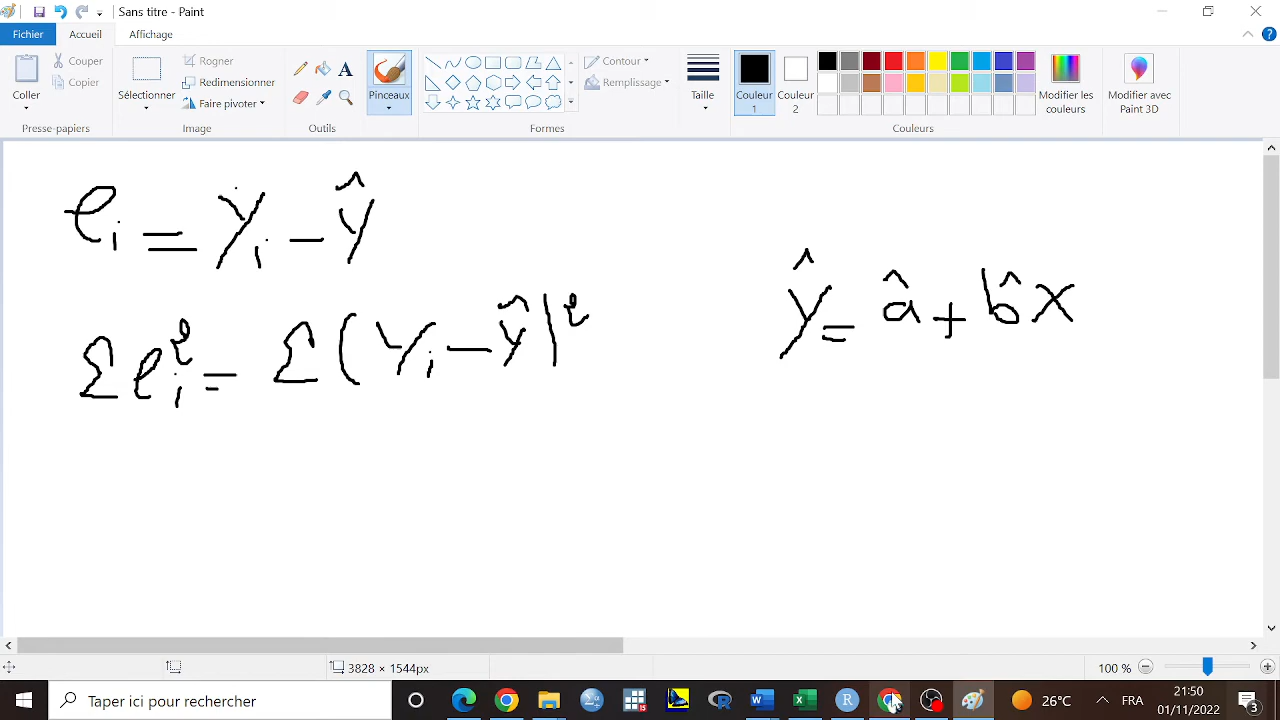 Sans titre - Paint
Fichier Accueil Affichage
Coller
Couper
Copier
Presse-papiers
Sélectionner
Rogner
Redimensionner
Faire pivoter
Image
A
Outils
Pinceaux
Contour
Remplissage
Formes
Taille
Couleur 1
Couleur 2
Modifier les couleurs
Couleurs
Modifier avec Paint 3D
eᵢ = yᵢ - ŷ
ŷ = â + b̂x
Σeᵢ² = Σ(yᵢ - ŷ)²
3828 × 1544px
100 %
Taper ici pour rechercher
26°C
FRA
21:50
01/11/2022
3